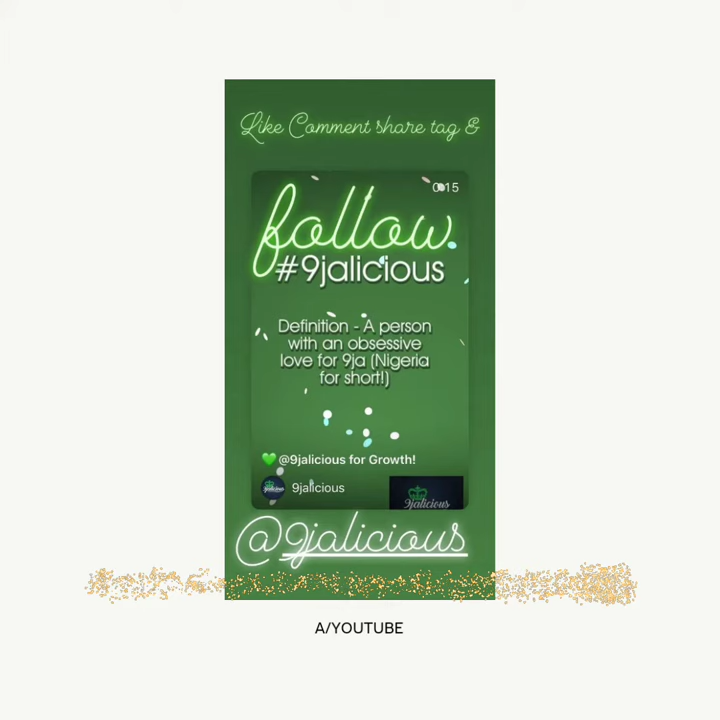 Like Comment share tag &
0:15
follow
#9jalicious
Definition - A person
with an obsessive
love for 9ja (Nigeria
for short!)
💚 @9jalicious for Growth!
9jalicious
9jalicious
@9jalicious
A/YOUTUBE